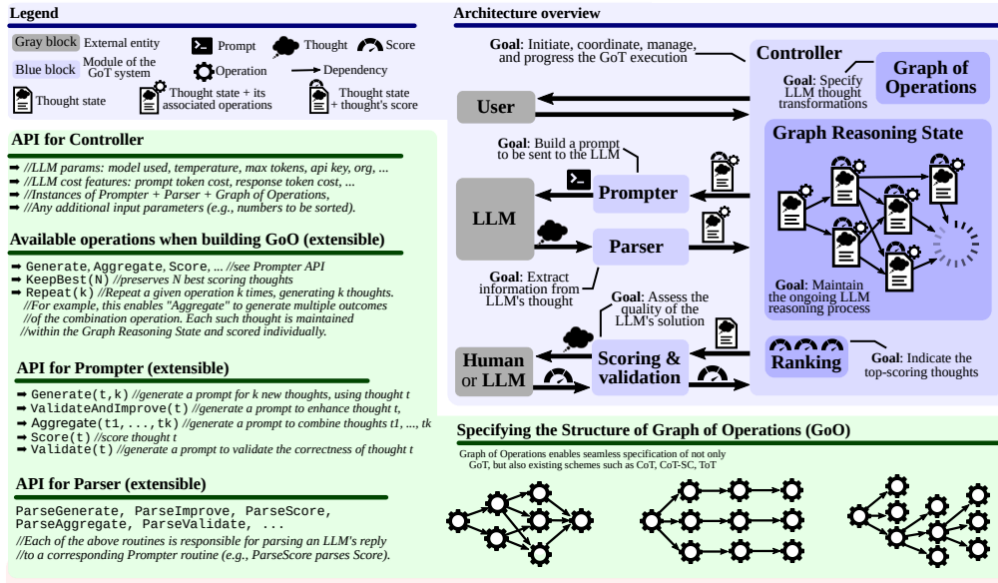 Legend
Gray block External entity Prompt Thought Score
Blue block Module of the GoT system Operation Dependency
Thought state Thought state + its associated operations Thought state + thought's score
API for Controller
//LLM params: model used, temperature, max tokens, api key, org, ...
//LLM cost features: prompt token cost, response token cost, ...
//Instances of Prompter + Parser + Graph of Operations,
//Any additional input parameters (e.g., numbers to be sorted).
Available operations when building GoO (extensible)
Generate, Aggregate, Score, ... //see Prompter API
KeepBest(N) //preserves N best scoring thoughts
Repeat(k) //Repeat a given operation k times, generating k thoughts.
//For example, this enables "Aggregate" to generate multiple outcomes
//of the combination operation. Each such thought is maintained
//within the Graph Reasoning State and scored individually.
API for Prompter (extensible)
Generate(t,k) //generate a prompt for k new thoughts, using thought t
ValidateAndImprove(t) //generate a prompt to enhance thought t,
Aggregate(t1,...,tk) //generate a prompt to combine thoughts t1, ..., tk
Score(t) //score thought t
Validate(t) //generate a prompt to validate the correctness of thought t
API for Parser (extensible)
ParseGenerate, ParseImprove, ParseScore,
ParseAggregate, ParseValidate, ...
//Each of the above routines is responsible for parsing an LLM's reply
//to a corresponding Prompter routine (e.g., ParseScore parses Score).
Architecture overview
Goal: Initiate, coordinate, manage,
and progress the GoT execution
Controller
Goal: Specify
LLM thought
transformations
Graph of
Operations
User
Goal: Build a prompt
to be sent to the LLM
Graph Reasoning State
LLM
Prompter
Parser
Goal: Extract
information from
LLM's thought
Goal: Maintain
the ongoing LLM
reasoning process
Goal: Assess the
quality of the
LLM's solution
Human
or LLM
Scoring &
validation
Ranking
Goal: Indicate the
top-scoring thoughts
Specifying the Structure of Graph of Operations (GoO)
Graph of Operations enables seamless specification of not only
GoT, but also existing schemes such as CoT, CoT-SC, ToT